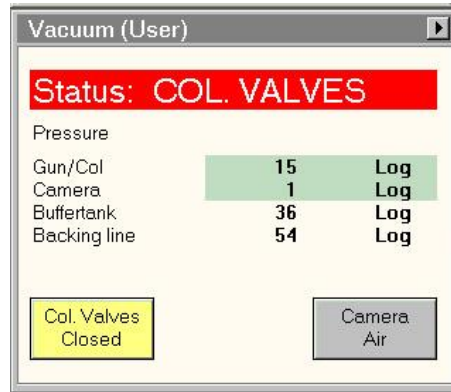 Vacuum (User)
Status: COL. VALVES
Pressure
Gun/Col 15 Log
Camera 1 Log
Buffertank 36 Log
Backing line 54 Log
Col. Valves
Closed
Camera
Air